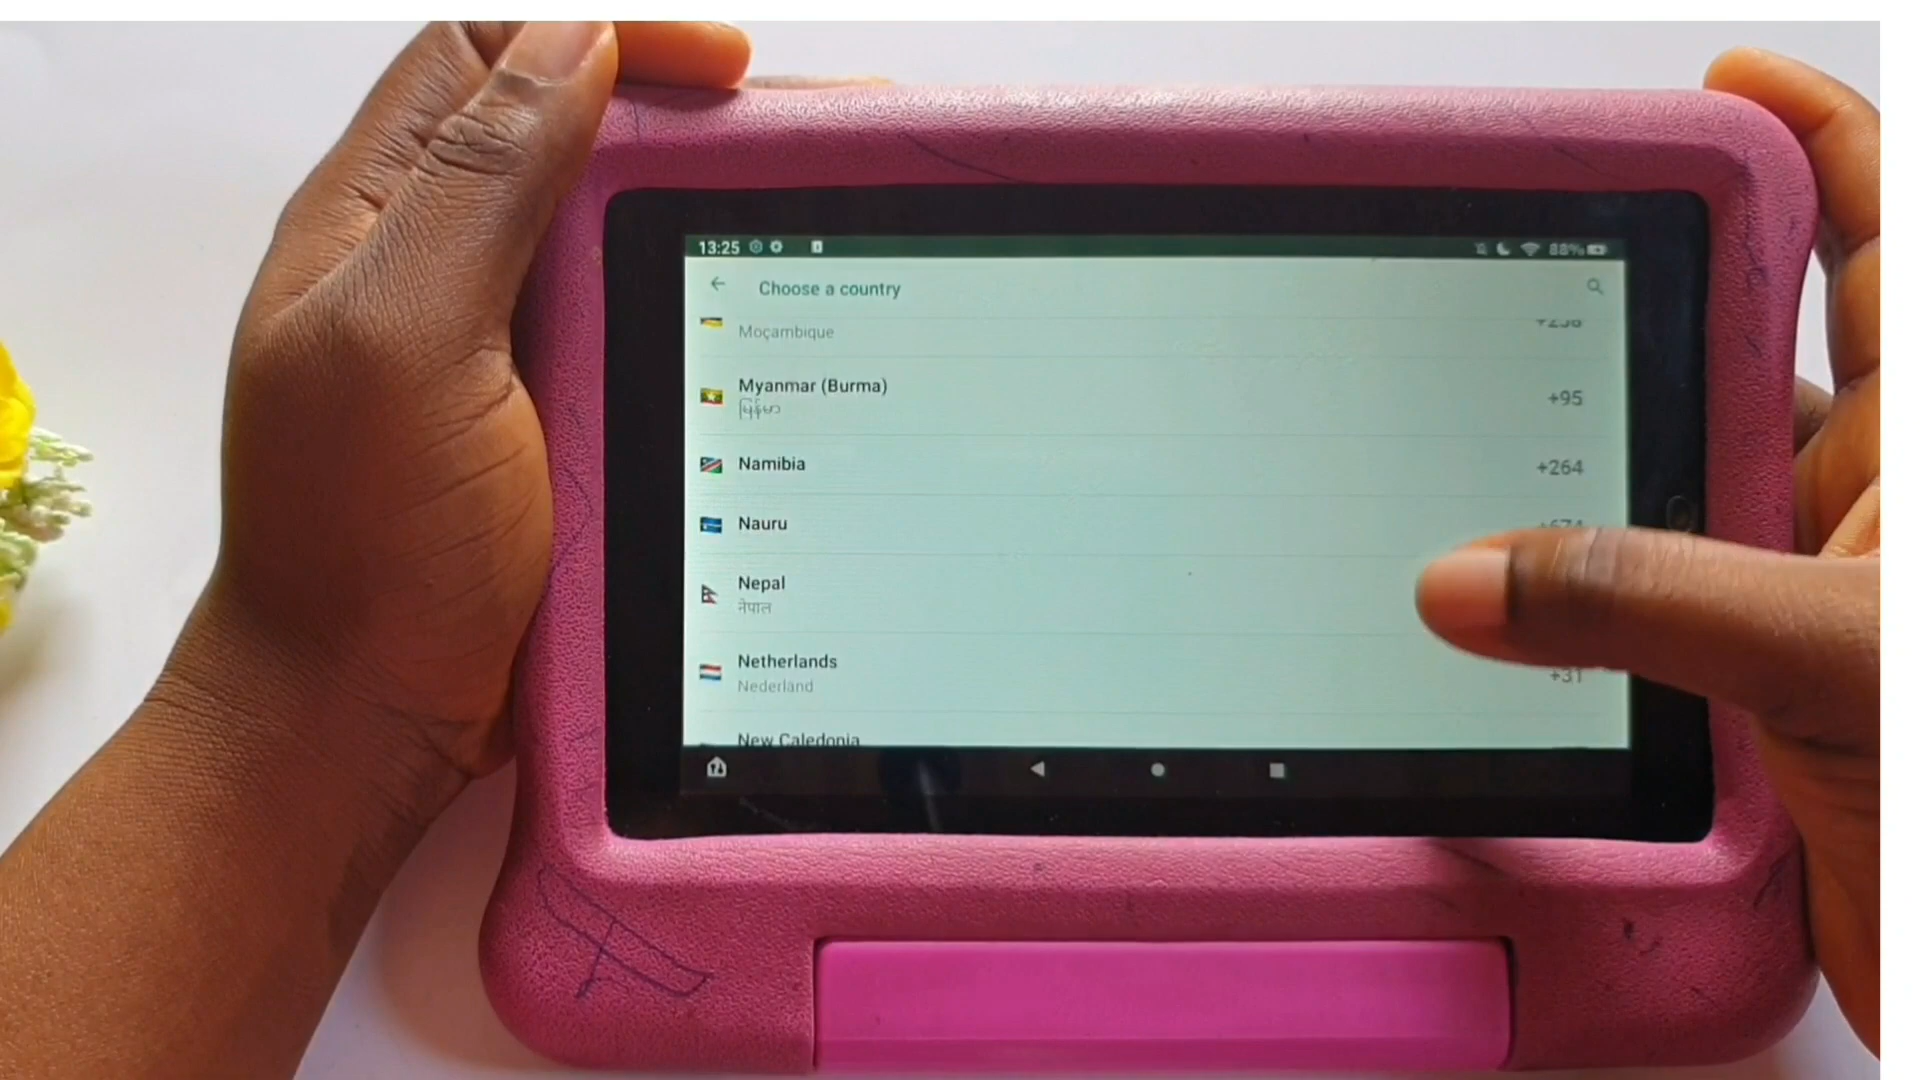 13:25
88%
Choose a country
Moçambique
Myanmar (Burma)
မြန်မာ
+95
Namibia
+264
Nauru
Nepal
नेपाल
Netherlands
Nederland
+31
New Caledonia